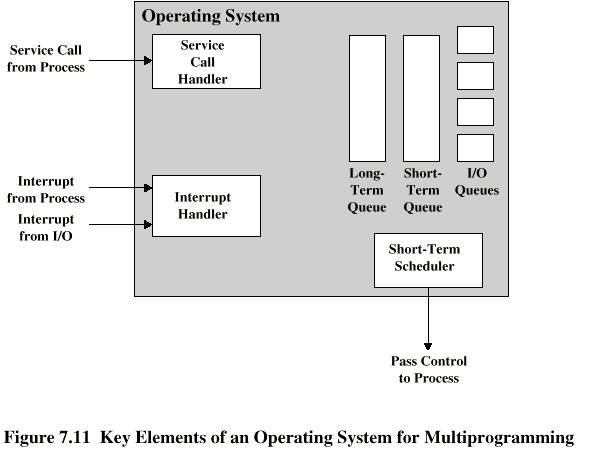 Operating System
Service Call
from Process
Service
Call
Handler
Interrupt
from Process
Interrupt
from I/O
Interrupt
Handler
Long-
Term
Queue
Short-
Term
Queue
I/O
Queues
Short-Term
Scheduler
Pass Control
to Process
Figure 7.11 Key Elements of an Operating System for Multiprogramming